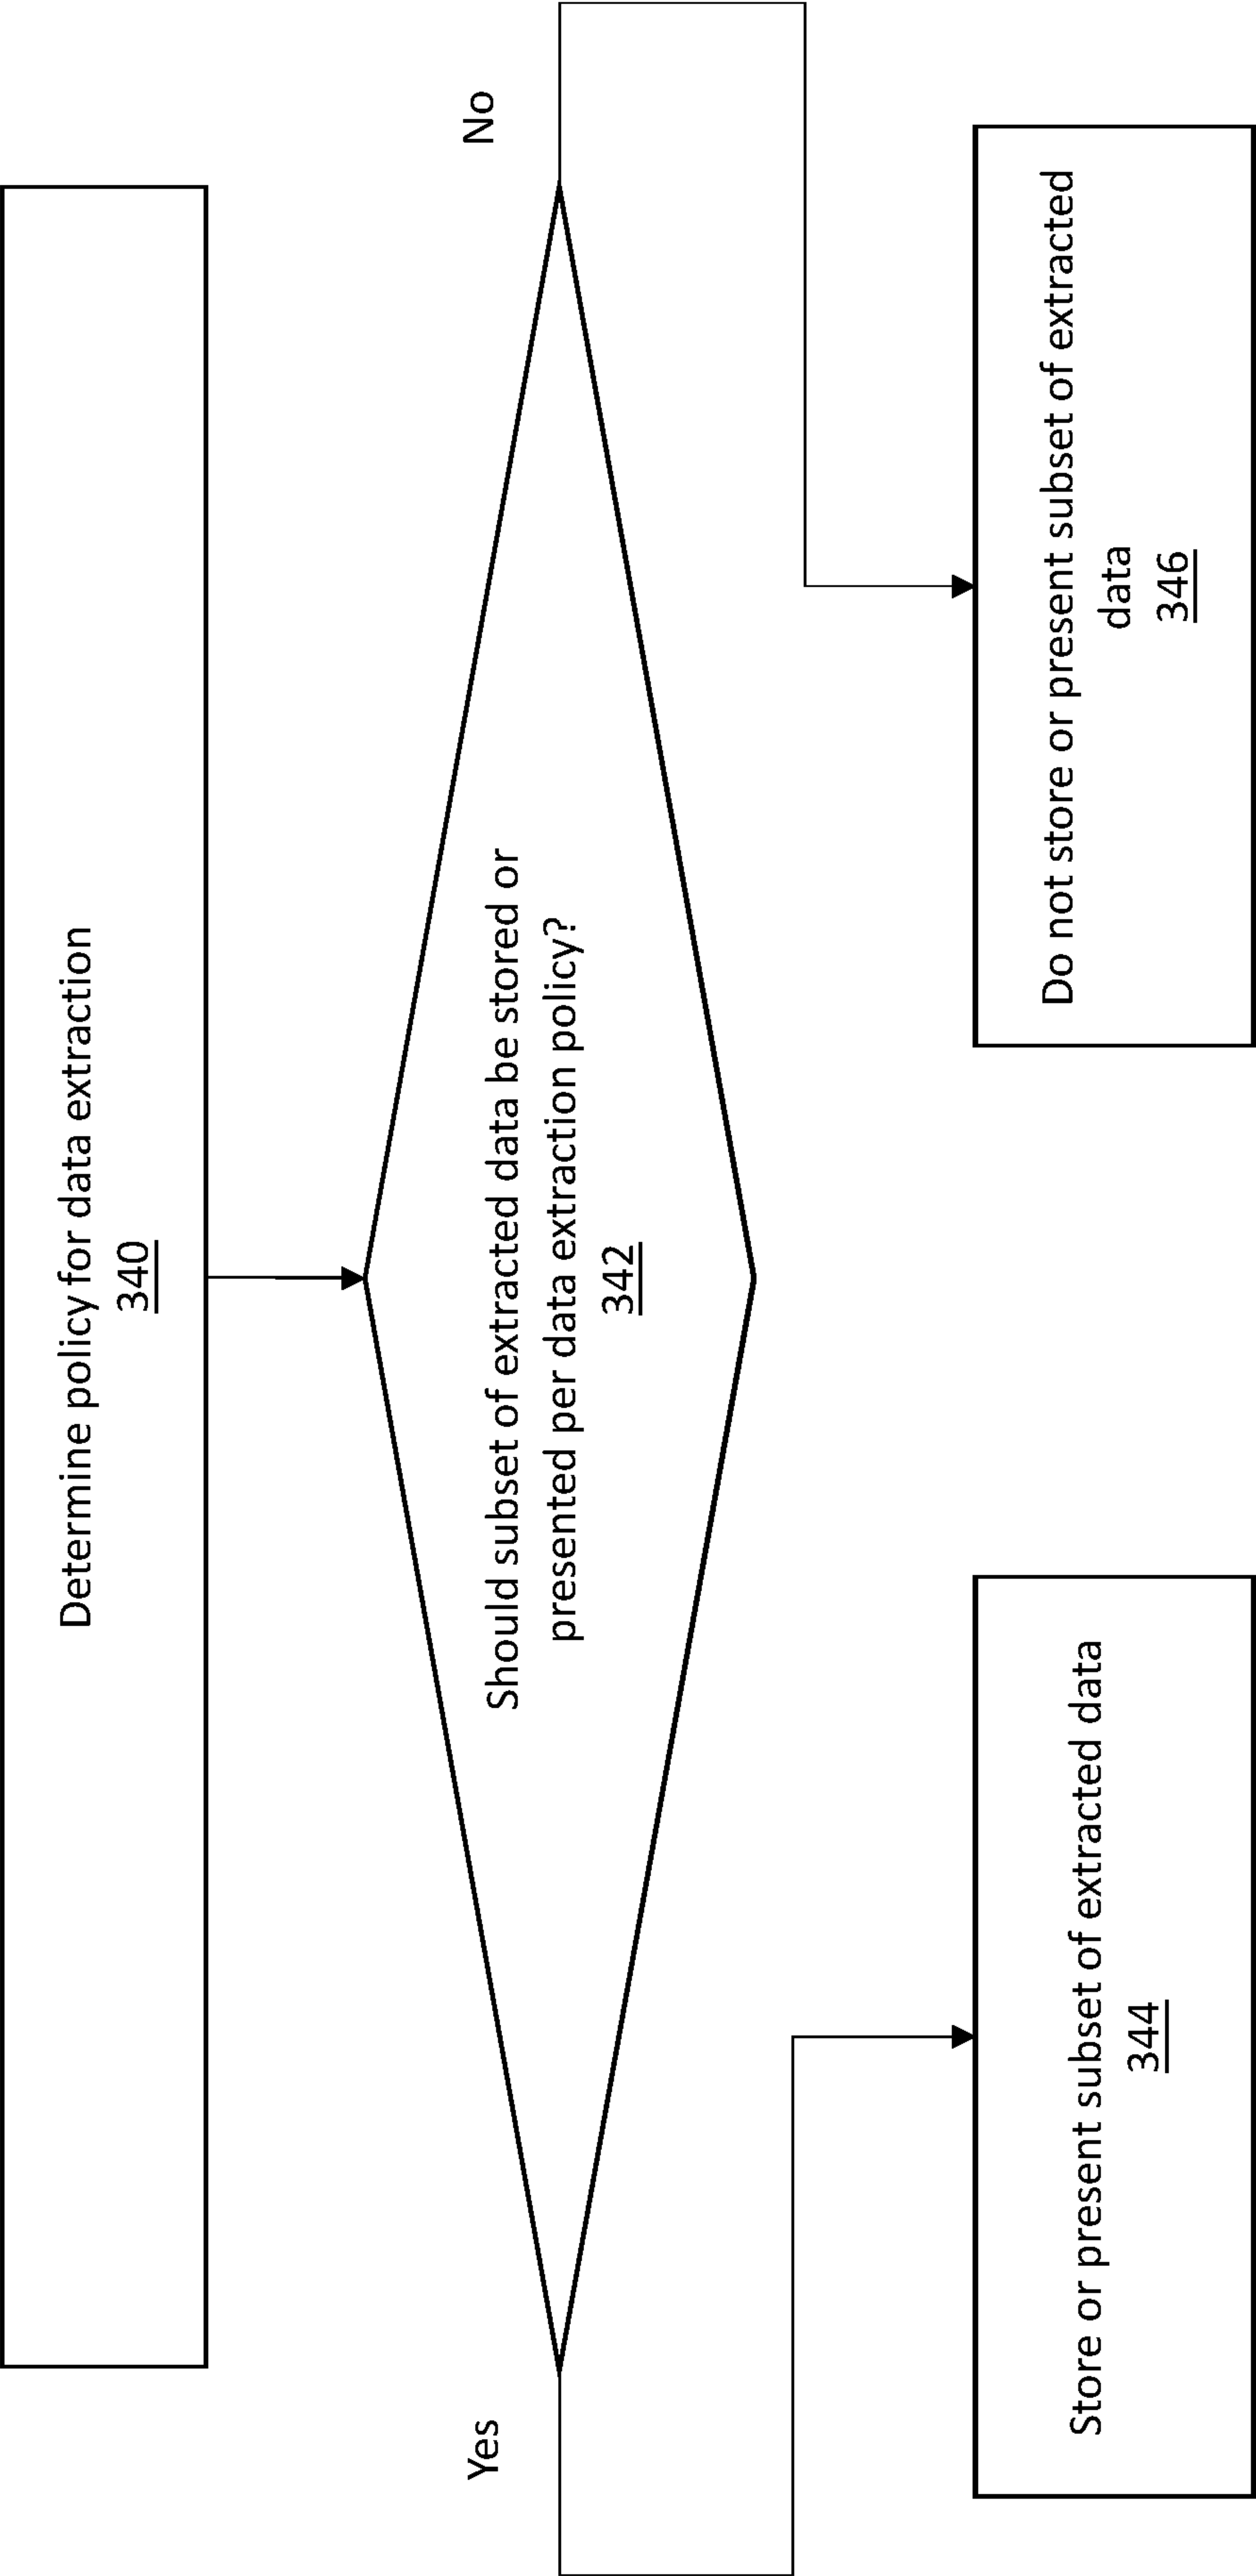 Determine policy for data extraction
340
Should subset of extracted data be stored or
presented per data extraction policy?
342
Yes
No
Store or present subset of extracted data
344
Do not store or present subset of extracted
data
346